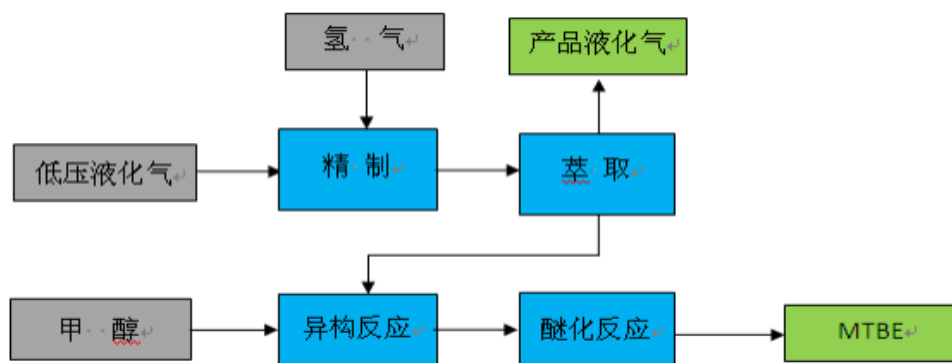 氢 气
产品液化气
低压液化气
精 制
萃 取
甲 醇
异构反应
醚化反应
MTBE